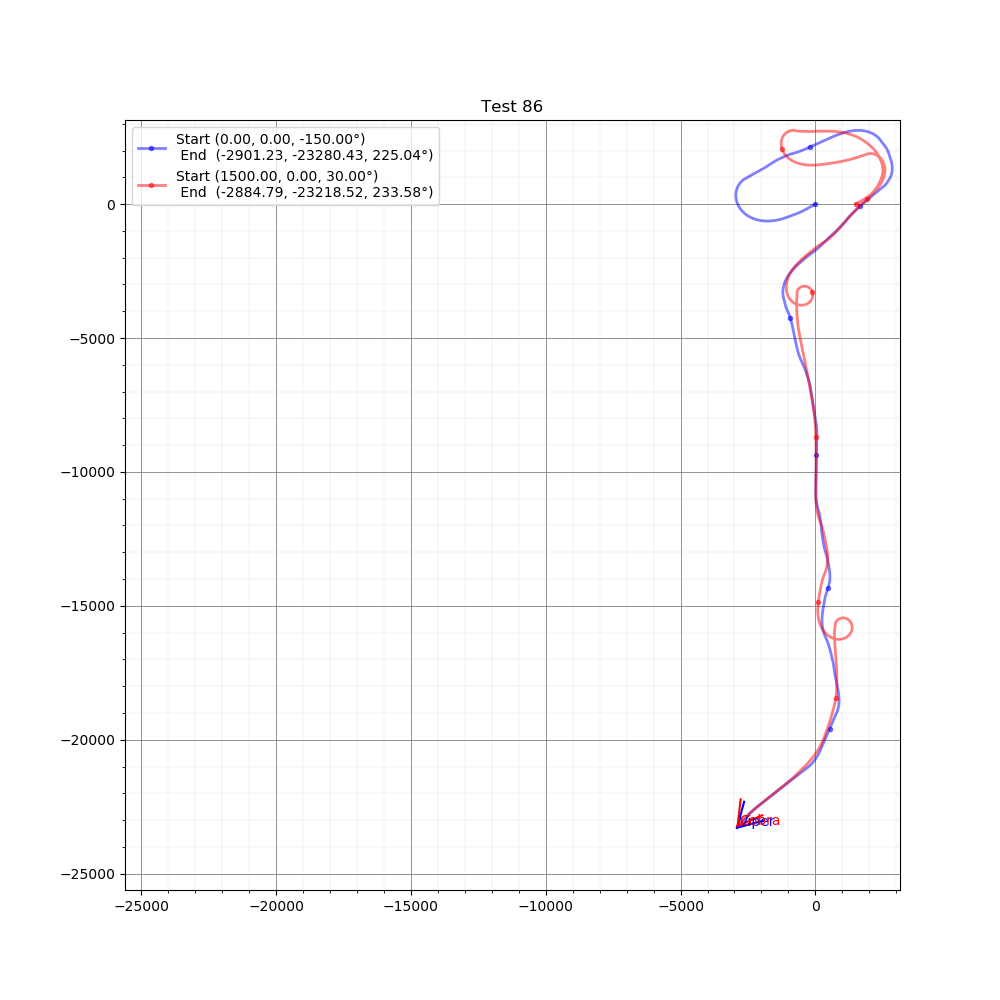 Test 86
Start (0.00, 0.00, -150.00°)
End (-2901.23, -23280.43, 225.04°)
Start (1500.00, 0.00, 30.00°)
End (-2884.79, -23218.52, 233.58°)
0
−5000
−10000
−15000
−20000
−25000
−25000 −20000 −15000 −10000 −5000 0